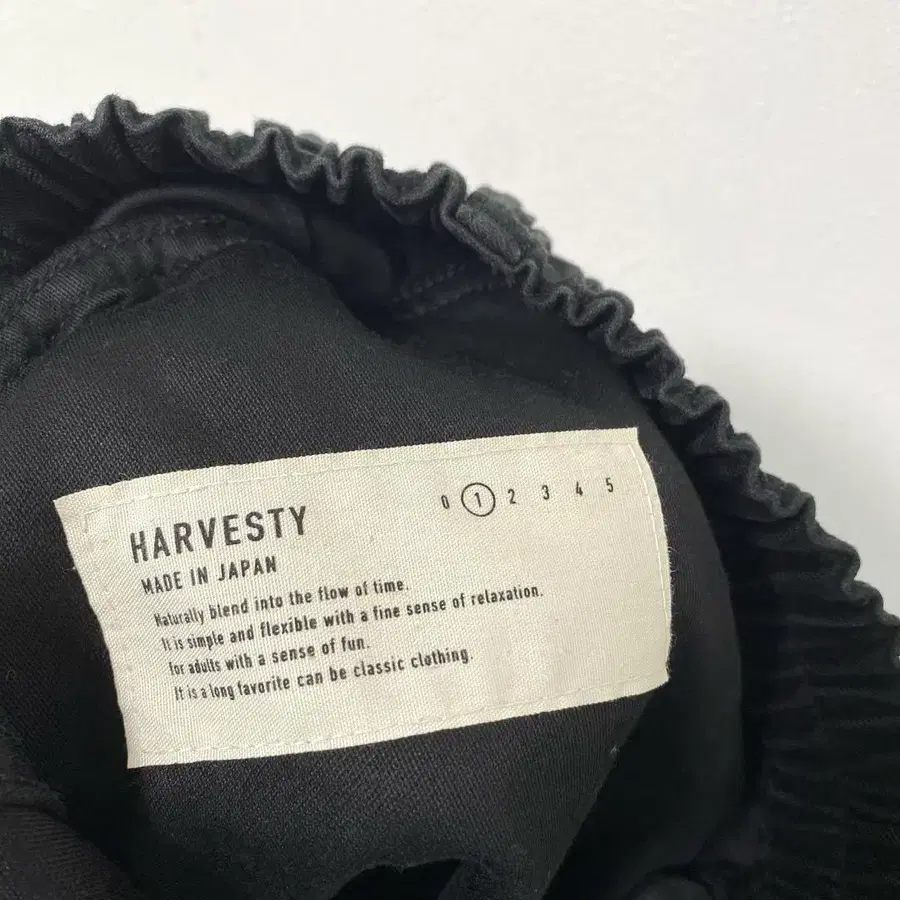 0 1 2 3 4 5
HARVESTY
MADE IN JAPAN
Naturally blend into the flow of time.
It is simple and flexible with a fine sense of relaxation.
for adults with a sense of fun.
It is a long favorite can be classic clothing.